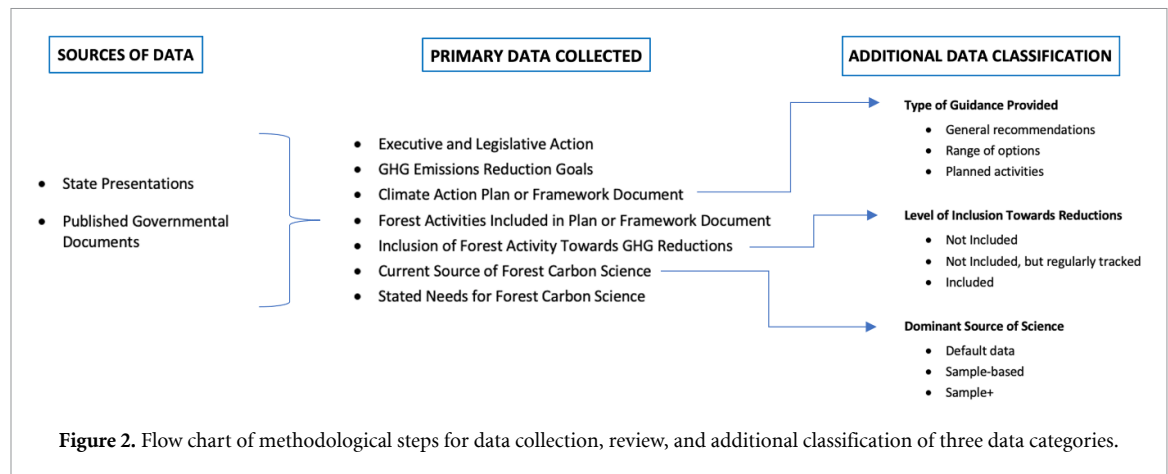 SOURCES OF DATA
PRIMARY DATA COLLECTED
ADDITIONAL DATA CLASSIFICATION
• State Presentations
• Published Governmental
Documents
• Executive and Legislative Action
• GHG Emissions Reduction Goals
• Climate Action Plan or Framework Document
• Forest Activities Included in Plan or Framework Document
• Inclusion of Forest Activity Towards GHG Reductions
• Current Source of Forest Carbon Science
• Stated Needs for Forest Carbon Science
Type of Guidance Provided
• General recommendations
• Range of options
• Planned activities
Level of Inclusion Towards Reductions
• Not Included
• Not Included, but regularly tracked
• Included
Dominant Source of Science
• Default data
• Sample-based
• Sample+
Figure 2. Flow chart of methodological steps for data collection, review, and additional classification of three data categories.